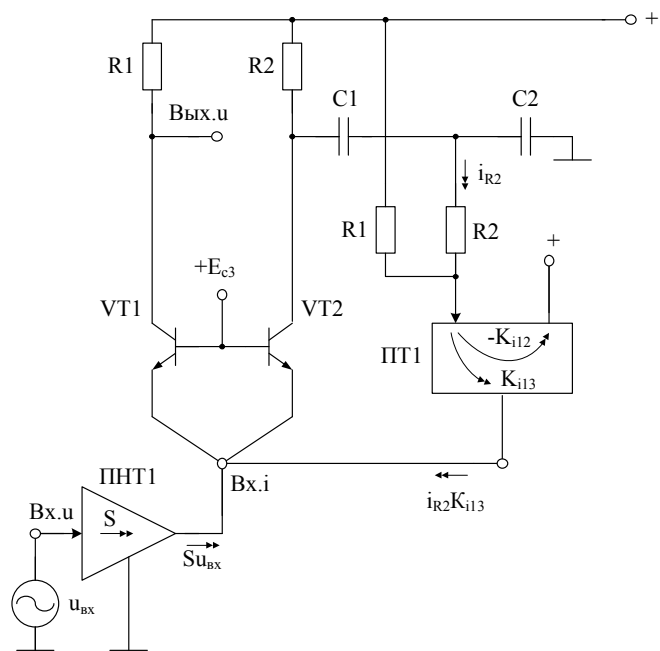 +
R1
R2
C1
C2
Вых.u
i_R2
R1
R2
+
+E_c3
VT1
VT2
ПТ1
-K_i12
K_i13
ПНТ1
Вх.i
Вх.u
S
i_R2K_i13
Su_вх
u_вх